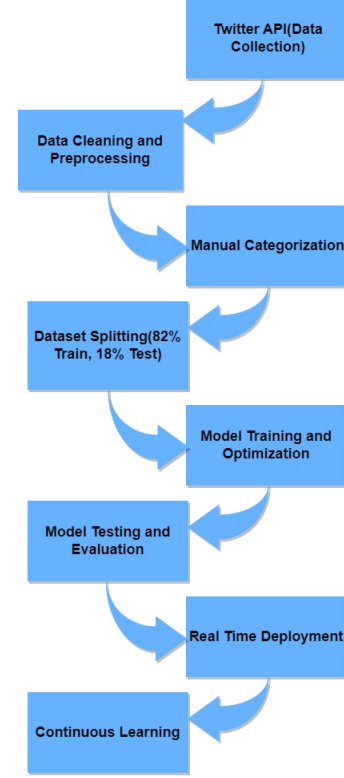 Twitter API(Data
Collection)
Data Cleaning and
Preprocessing
Manual Categorization
Dataset Splitting(82%
Train, 18% Test)
Model Training and
Optimization
Model Testing and
Evaluation
Real Time Deployment
Continuous Learning